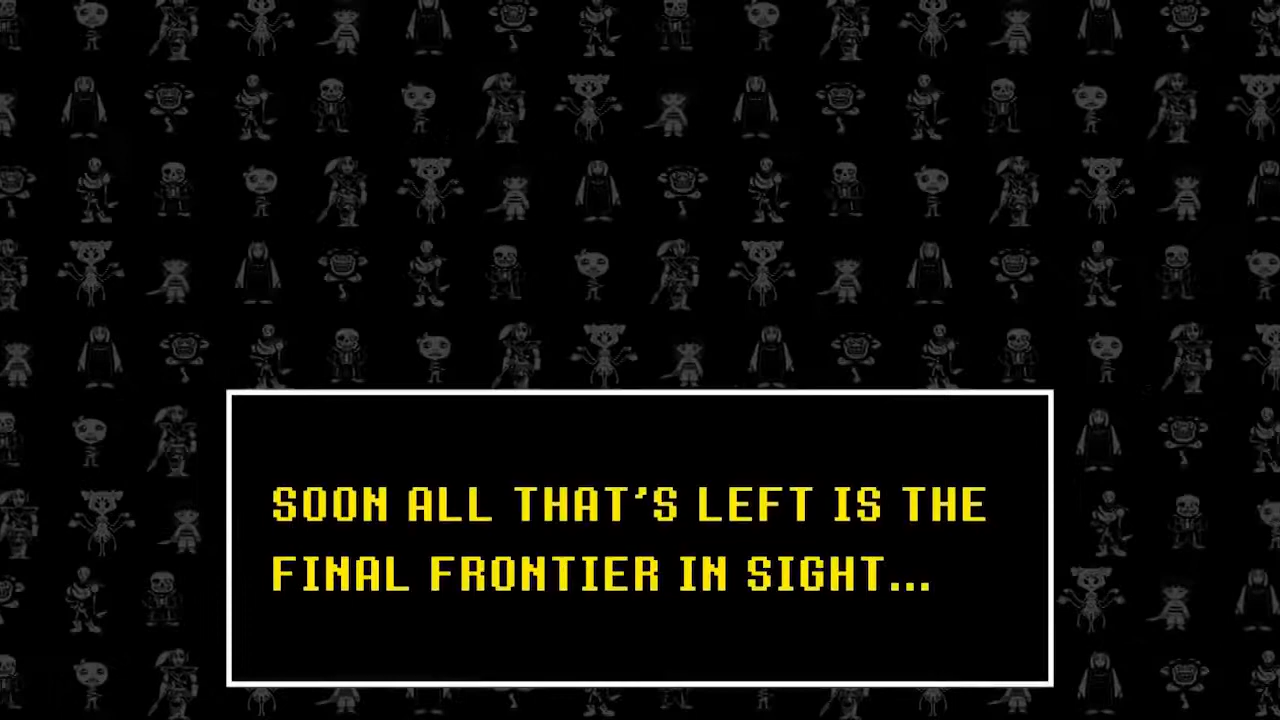 SOON ALL THAT'S LEFT IS THE
FINAL FRONTIER IN SIGHT...